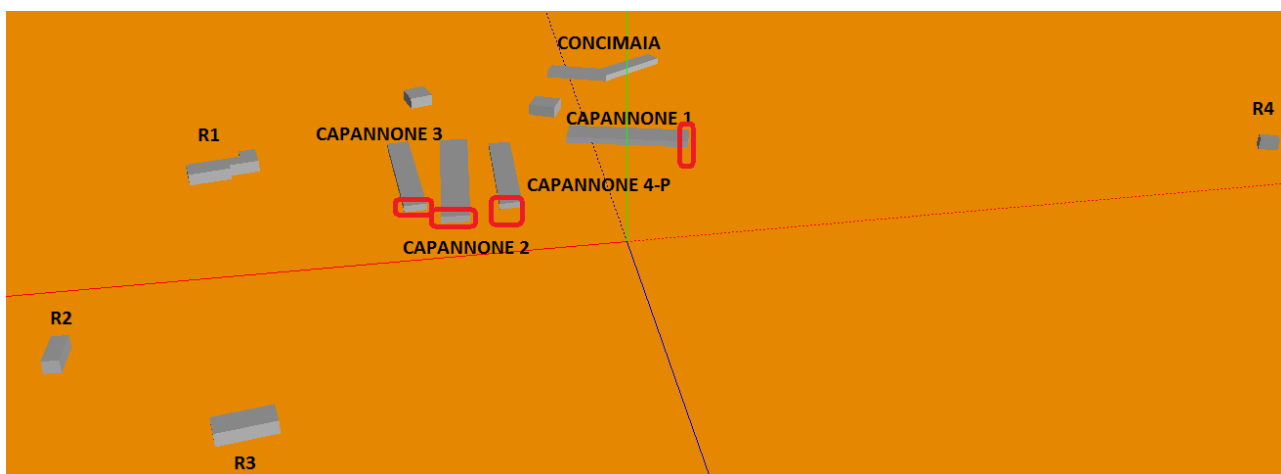 CONCIMAIA
CAPANNONE 1
R4
R1
CAPANNONE 3
CAPANNONE 4-P
CAPANNONE 2
R2
R3